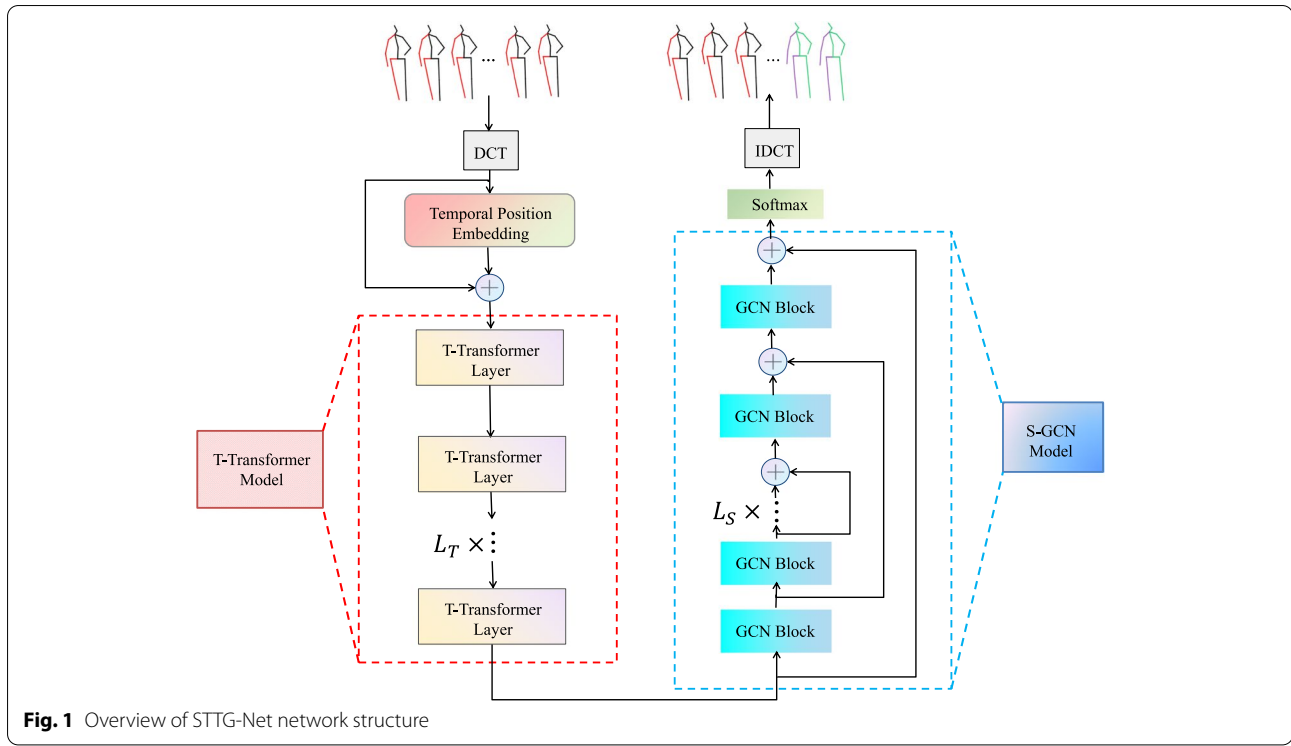 ...
DCT
Temporal Position
Embedding
+
T-Transformer
Layer
T-Transformer
Layer
L_T × ⋮
T-Transformer
Layer
T-Transformer
Model
...
IDCT
Softmax
+
GCN Block
+
GCN Block
+
L_S × ⋮
GCN Block
GCN Block
S-GCN
Model
Fig. 1 Overview of STTG-Net network structure